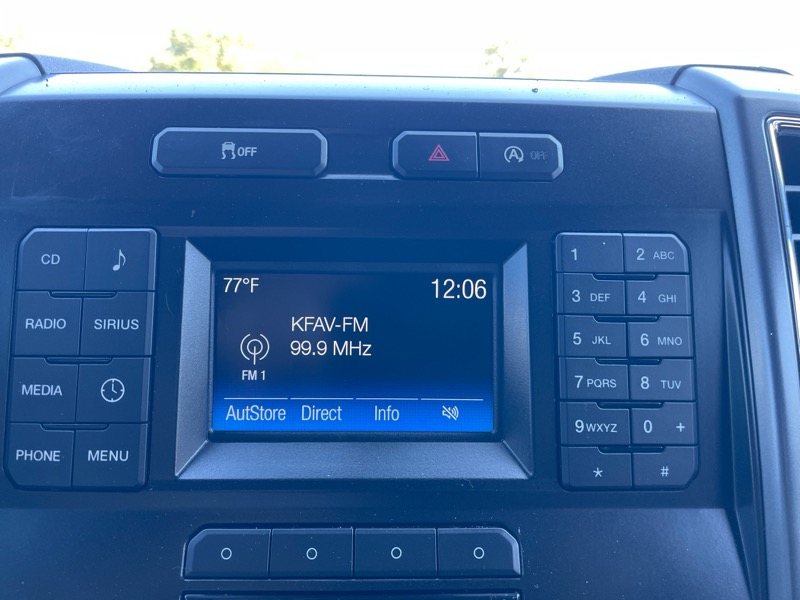 OFF
A OFF
CD
RADIO SIRIUS
MEDIA
PHONE MENU
77°F 12:06
KFAV-FM
99.9 MHz
FM 1
AutStore Direct Info
1 2 ABC
3 DEF 4 GHI
5 JKL 6 MNO
7 PQRS 8 TUV
9 WXYZ 0 +
* #